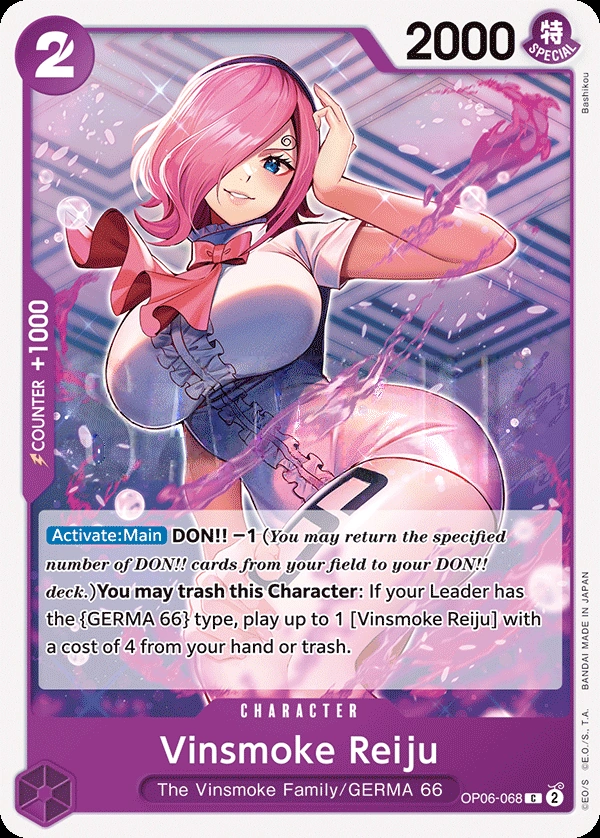 2
2000
特
SPECIAL
Bashikou
COUNTER +1000
Activate:Main DON!! −1 (You may return the specified
number of DON!! cards from your field to your DON!!
deck.)You may trash this Character: If your Leader has
the {GERMA 66} type, play up to 1 [Vinsmoke Reiju] with
a cost of 4 from your hand or trash.
CHARACTER
Vinsmoke Reiju
The Vinsmoke Family/GERMA 66
OP06-068 C 2
©EO/S ©E.O./S., T.A. BANDAI MADE IN JAPAN